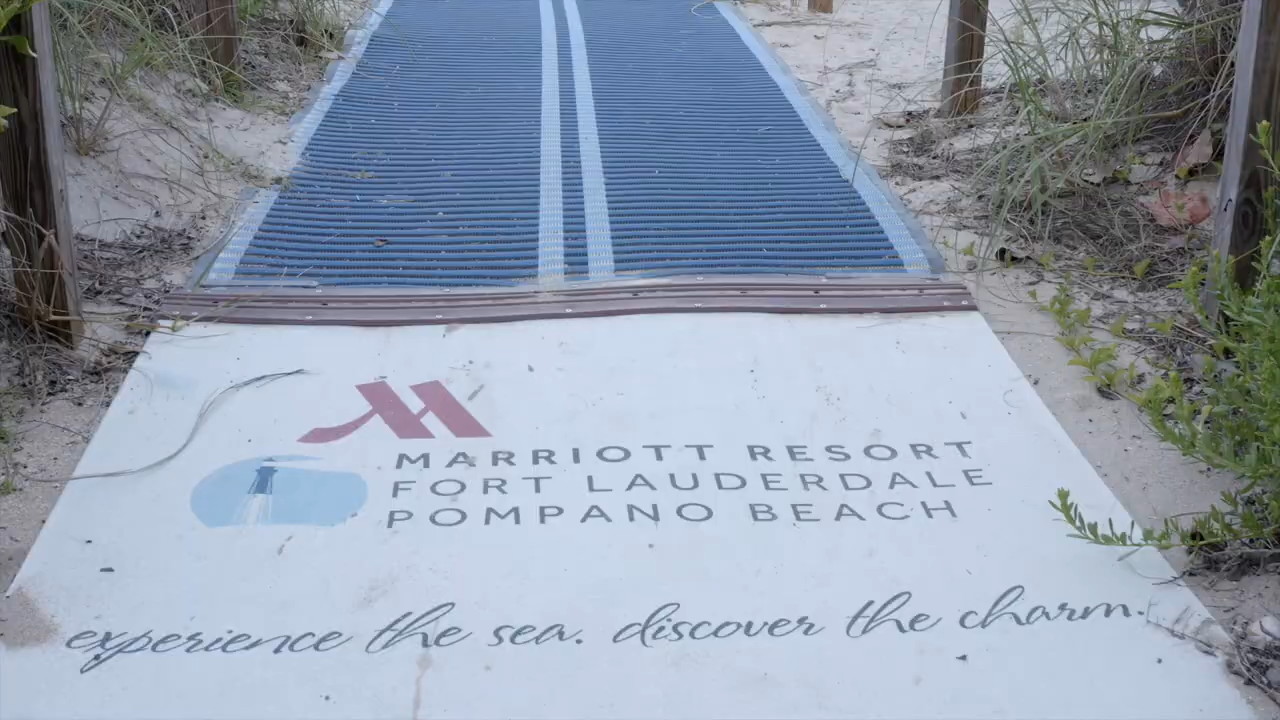 MARRIOTT RESORT
FORT LAUDERDALE
POMPANO BEACH
experience the sea. discover the charm.